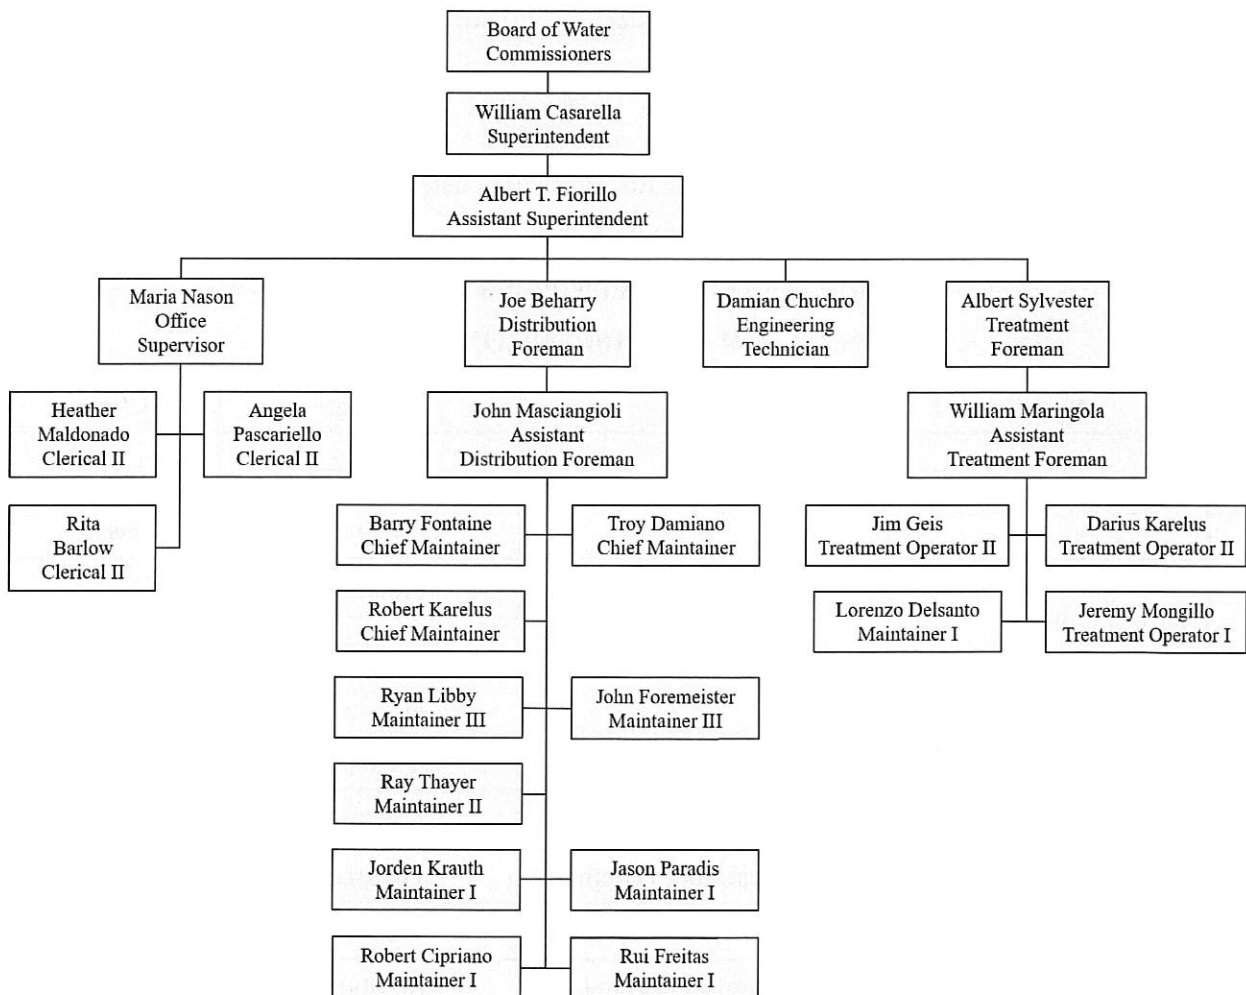 Board of Water
Commissioners
William Casarella
Superintendent
Albert T. Fiorillo
Assistant Superintendent
Maria Nason
Office
Supervisor
Joe Beharry
Distribution
Foreman
Damian Chuchro
Engineering
Technician
Albert Sylvester
Treatment
Foreman
Heather
Maldonado
Clerical II
Angela
Pascariello
Clerical II
John Masciangioli
Assistant
Distribution Foreman
William Maringola
Assistant
Treatment Foreman
Rita
Barlow
Clerical II
Barry Fontaine
Chief Maintainer
Troy Damiano
Chief Maintainer
Jim Geis
Treatment Operator II
Darius Karelus
Treatment Operator II
Robert Karelus
Chief Maintainer
Lorenzo Delsanto
Maintainer I
Jeremy Mongillo
Treatment Operator I
Ryan Libby
Maintainer III
John Foremeister
Maintainer III
Ray Thayer
Maintainer II
Jorden Krauth
Maintainer I
Jason Paradis
Maintainer I
Robert Cipriano
Maintainer I
Rui Freitas
Maintainer I